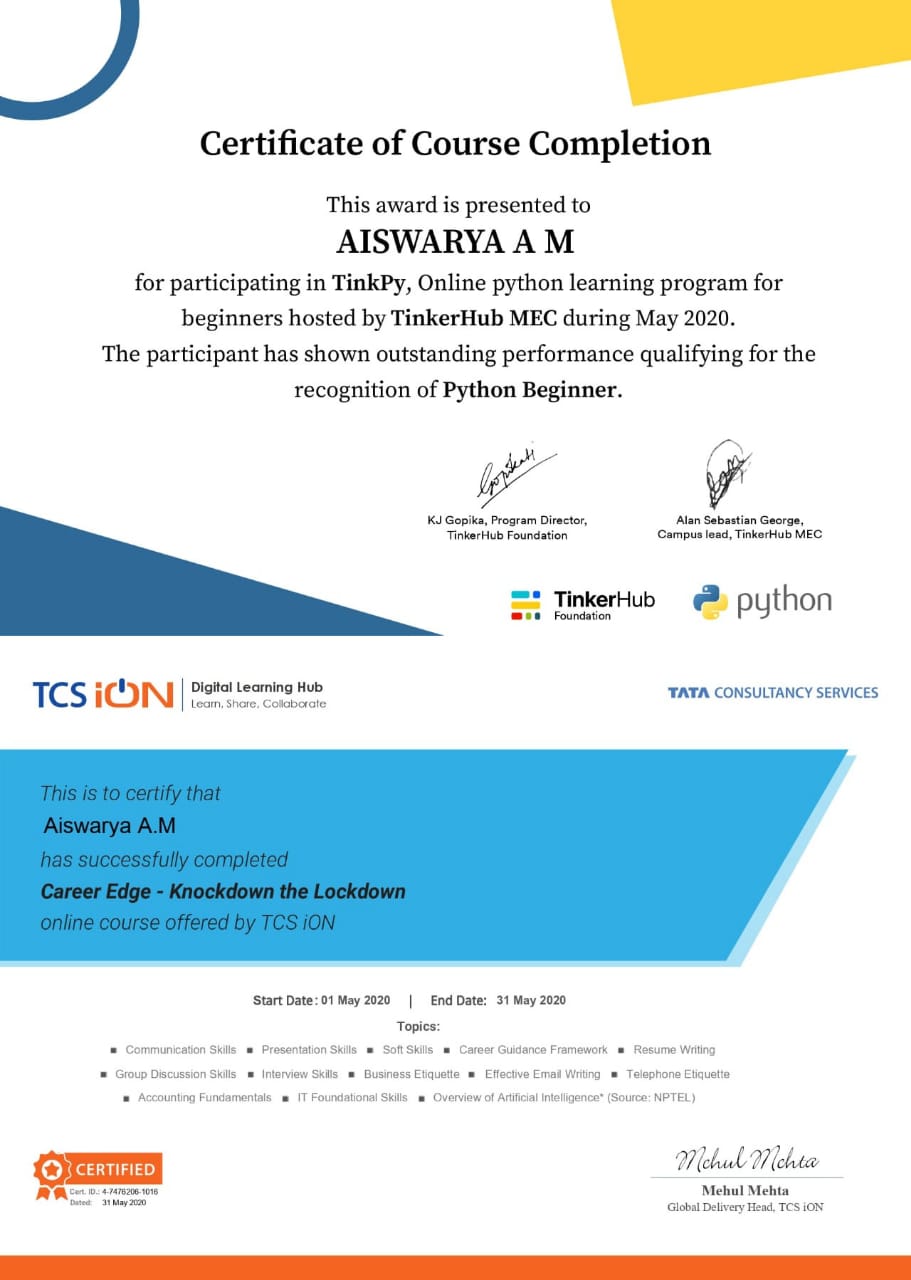 Certificate of Course Completion
This award is presented to
AISWARYA A M
for participating in TinkPy, Online python learning program for
beginners hosted by TinkerHub MEC during May 2020.
The participant has shown outstanding performance qualifying for the
recognition of Python Beginner.
KJ Gopika, Program Director,
TinkerHub Foundation
Alan Sebastian George,
Campus lead, TinkerHub MEC
TinkerHub
Foundation
python
TCS iON
Digital Learning Hub
Learn, Share, Collaborate
TATA CONSULTANCY SERVICES
This is to certify that
Aiswarya A.M
has successfully completed
Career Edge - Knockdown the Lockdown
online course offered by TCS iON
Start Date: 01 May 2020 | End Date: 31 May 2020
Topics:
▪ Communication Skills ▪ Presentation Skills ▪ Soft Skills ▪ Career Guidance Framework ▪ Resume Writing
▪ Group Discussion Skills ▪ Interview Skills ▪ Business Etiquette ▪ Effective Email Writing ▪ Telephone Etiquette
▪ Accounting Fundamentals ▪ IT Foundational Skills ▪ Overview of Artificial Intelligence* (Source: NPTEL)
CERTIFIED
Cert. ID.: 4-7476206-1016
Dated: 31 May 2020
Mehul Mehta
Mehul Mehta
Global Delivery Head, TCS iON